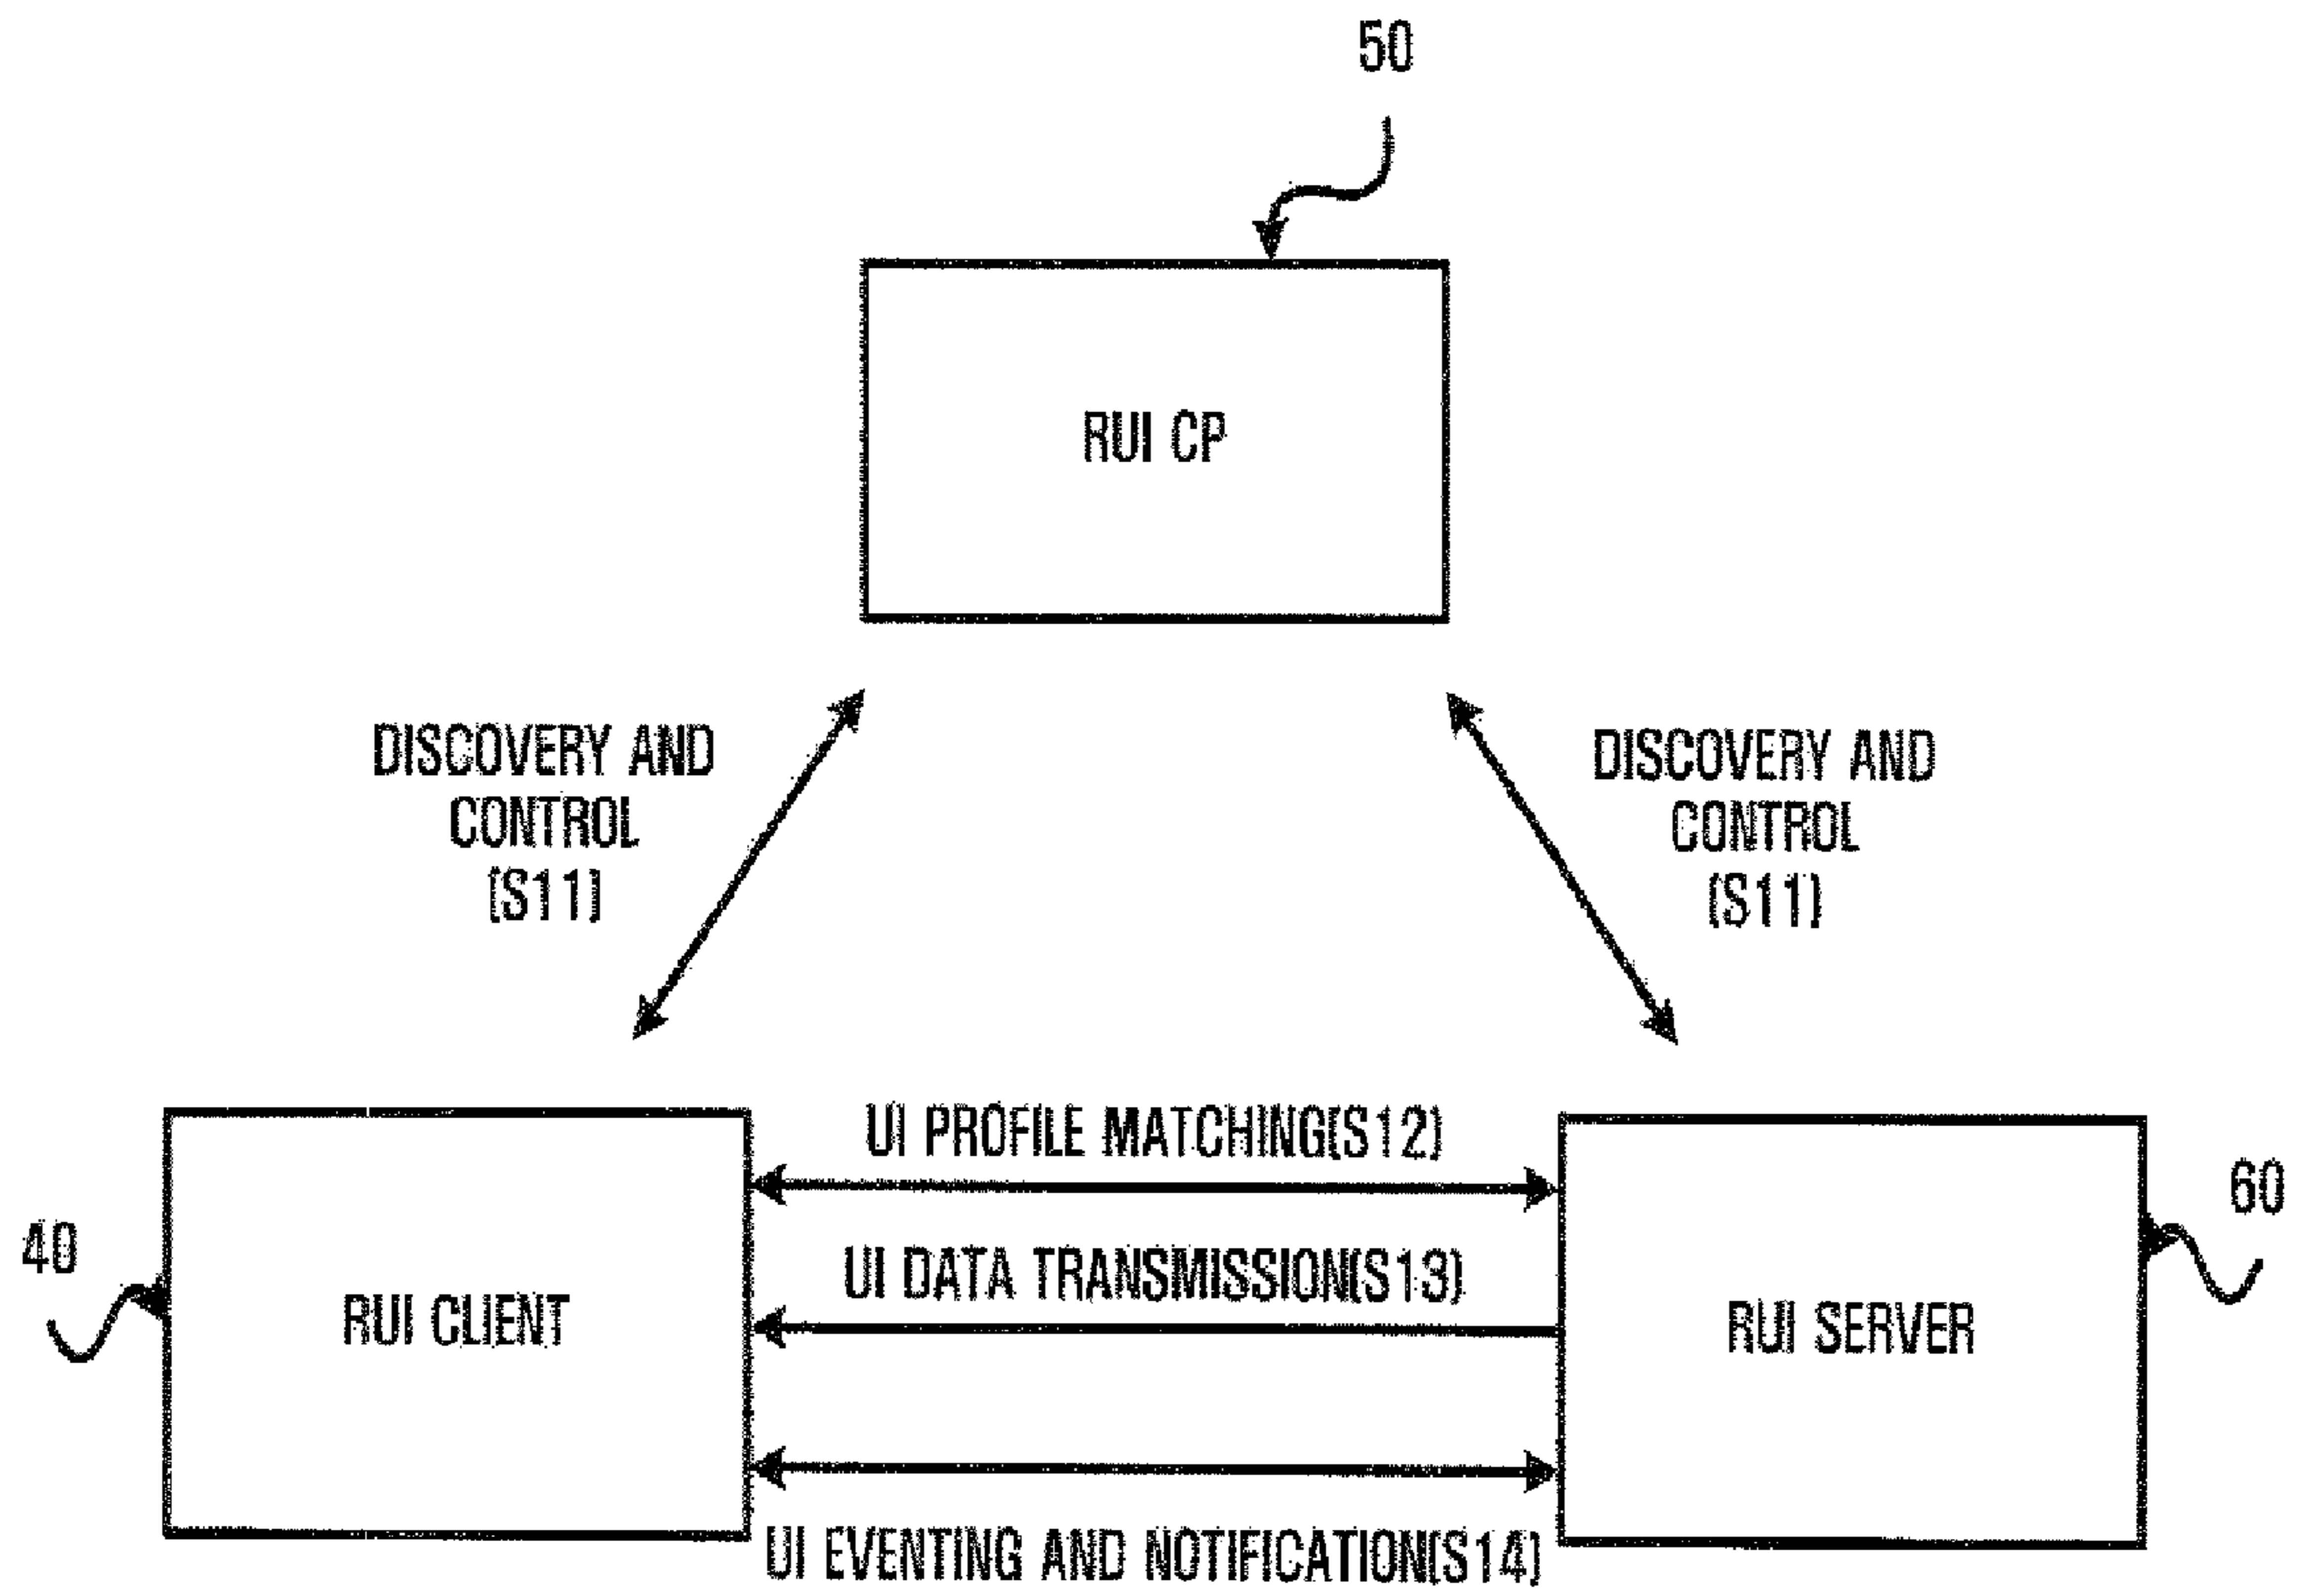 50
RUI CP
DISCOVERY AND
CONTROL
(S11)
DISCOVERY AND
CONTROL
(S11)
UI PROFILE MATCHING(S12)
40
60
UI DATA TRANSMISSION(S13)
RUI CLIENT
RUI SERVER
UI EVENTING AND NOTIFICATION(S14)